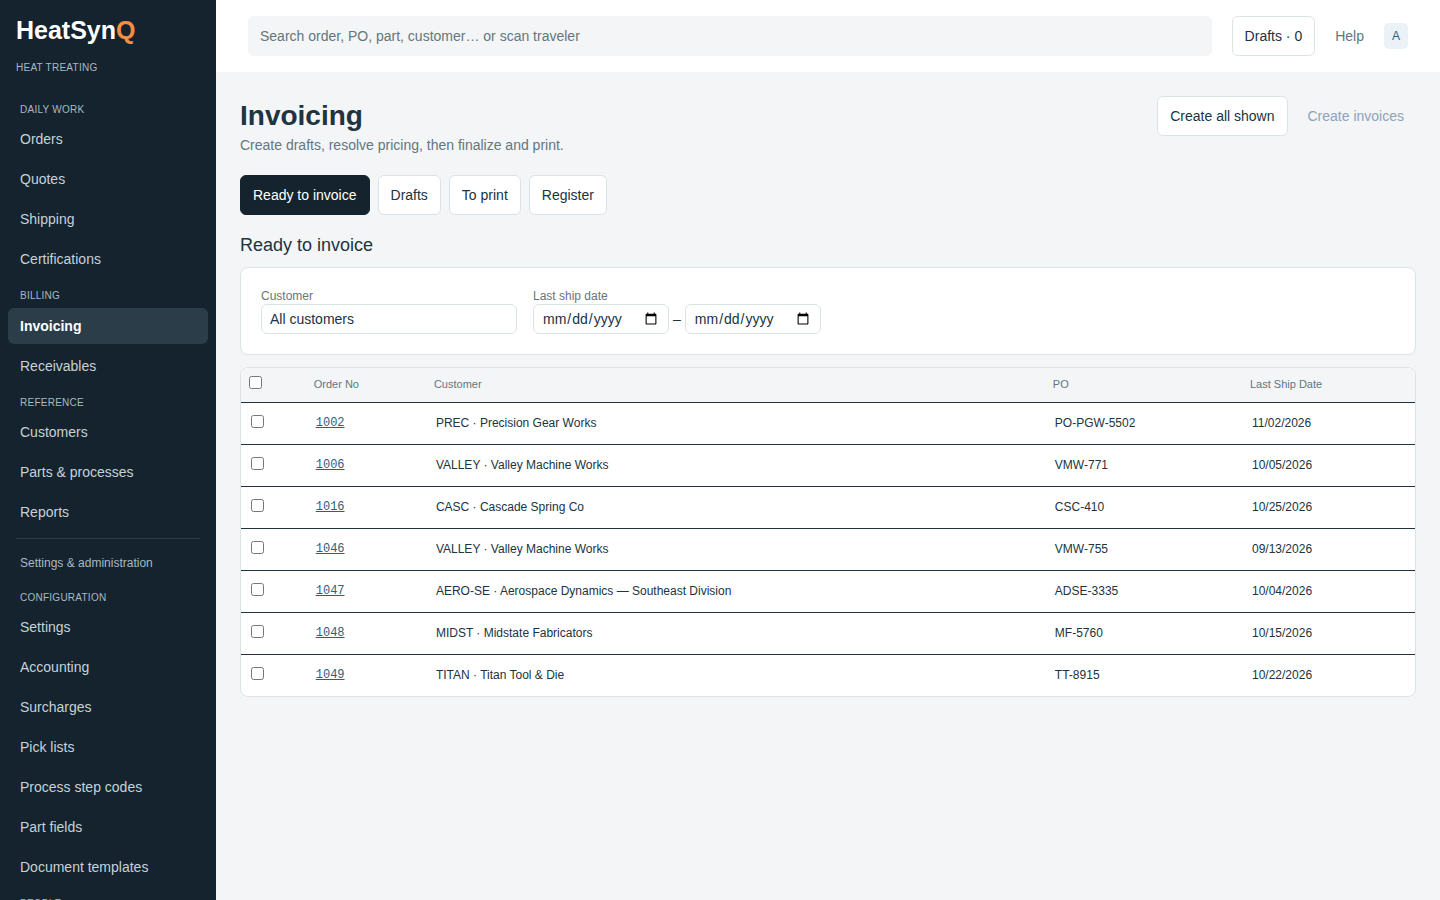 HeatSynQ
HEAT TREATING
DAILY WORK
Orders
Quotes
Shipping
Certifications
BILLING
Invoicing
Receivables
REFERENCE
Customers
Parts & processes
Reports
Settings & administration
CONFIGURATION
Settings
Accounting
Surcharges
Pick lists
Process step codes
Part fields
Document templates
Search order, PO, part, customer… or scan traveler
Drafts · 0
Help
A
Invoicing
Create drafts, resolve pricing, then finalize and print.
Create all shown
Create invoices
Ready to invoice
Drafts
To print
Register
Ready to invoice
Customer
All customers
Last ship date
mm/dd/yyyy – mm/dd/yyyy
Order No Customer PO Last Ship Date
1002 PREC · Precision Gear Works PO-PGW-5502 11/02/2026
1006 VALLEY · Valley Machine Works VMW-771 10/05/2026
1016 CASC · Cascade Spring Co CSC-410 10/25/2026
1046 VALLEY · Valley Machine Works VMW-755 09/13/2026
1047 AERO-SE · Aerospace Dynamics — Southeast Division ADSE-3335 10/04/2026
1048 MIDST · Midstate Fabricators MF-5760 10/15/2026
1049 TITAN · Titan Tool & Die TT-8915 10/22/2026